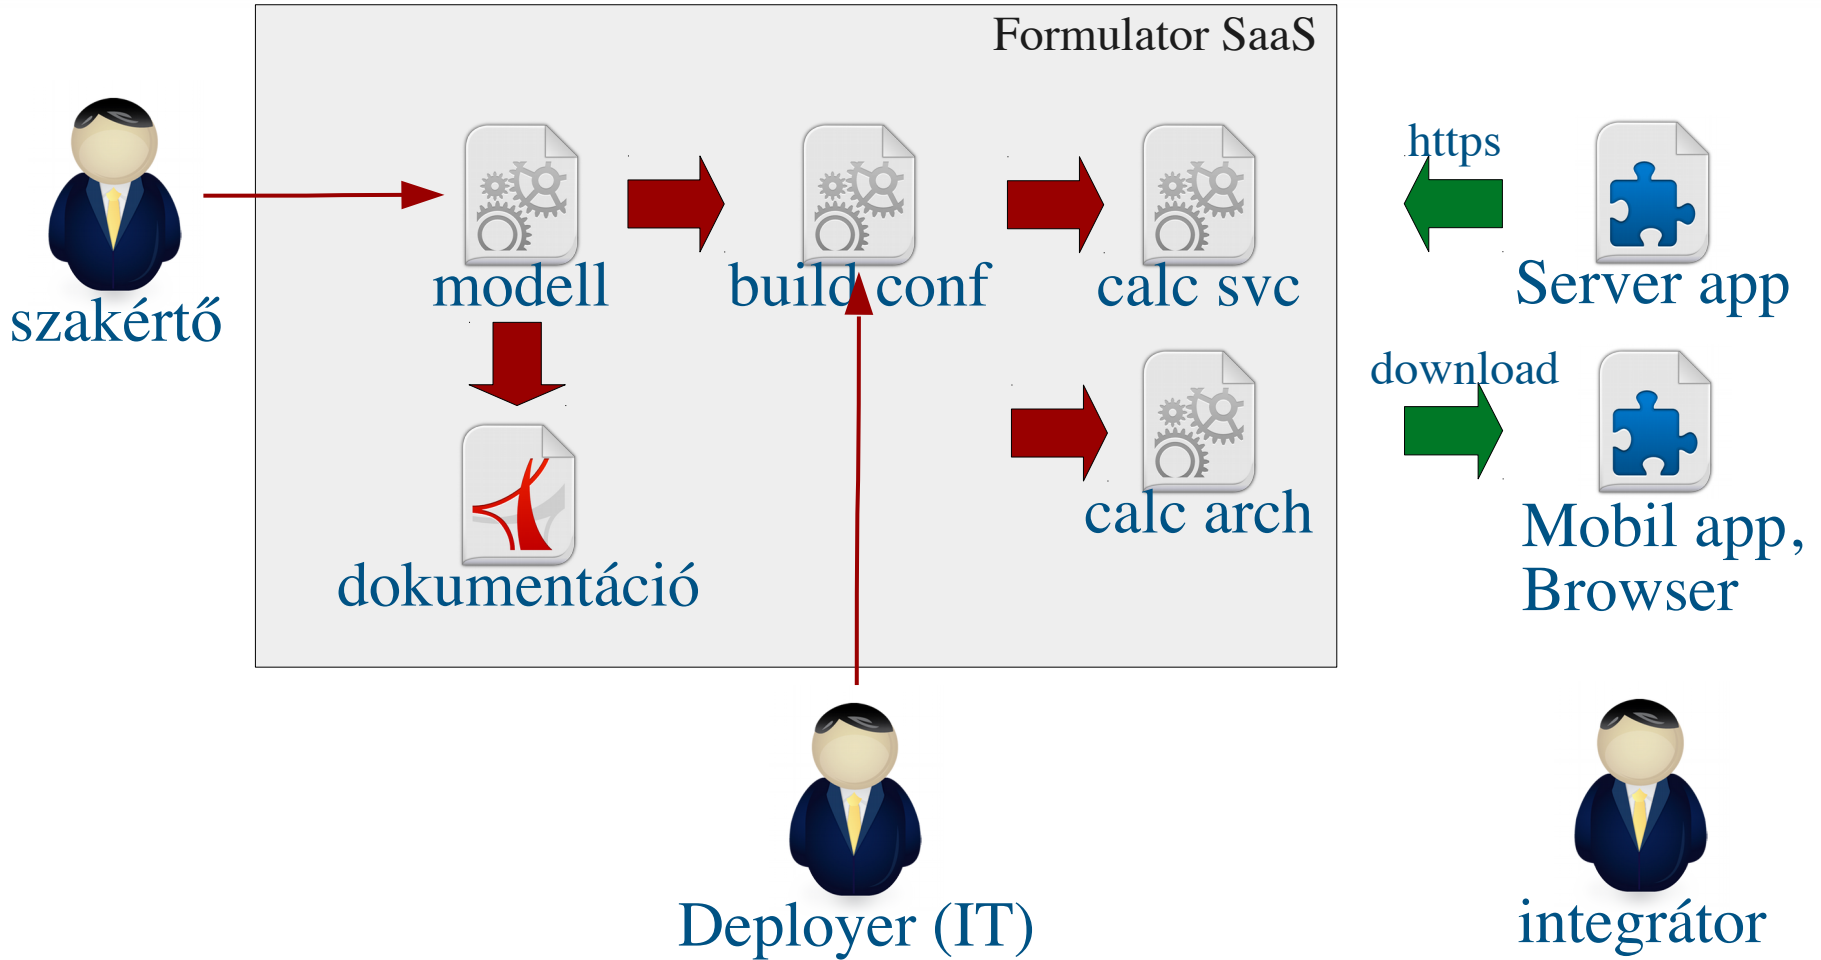 Formulator SaaS
szakértő
modell
build conf
calc svc
https
Server app
dokumentáció
calc arch
download
Mobil app,
Browser
Deployer (IT)
integrátor